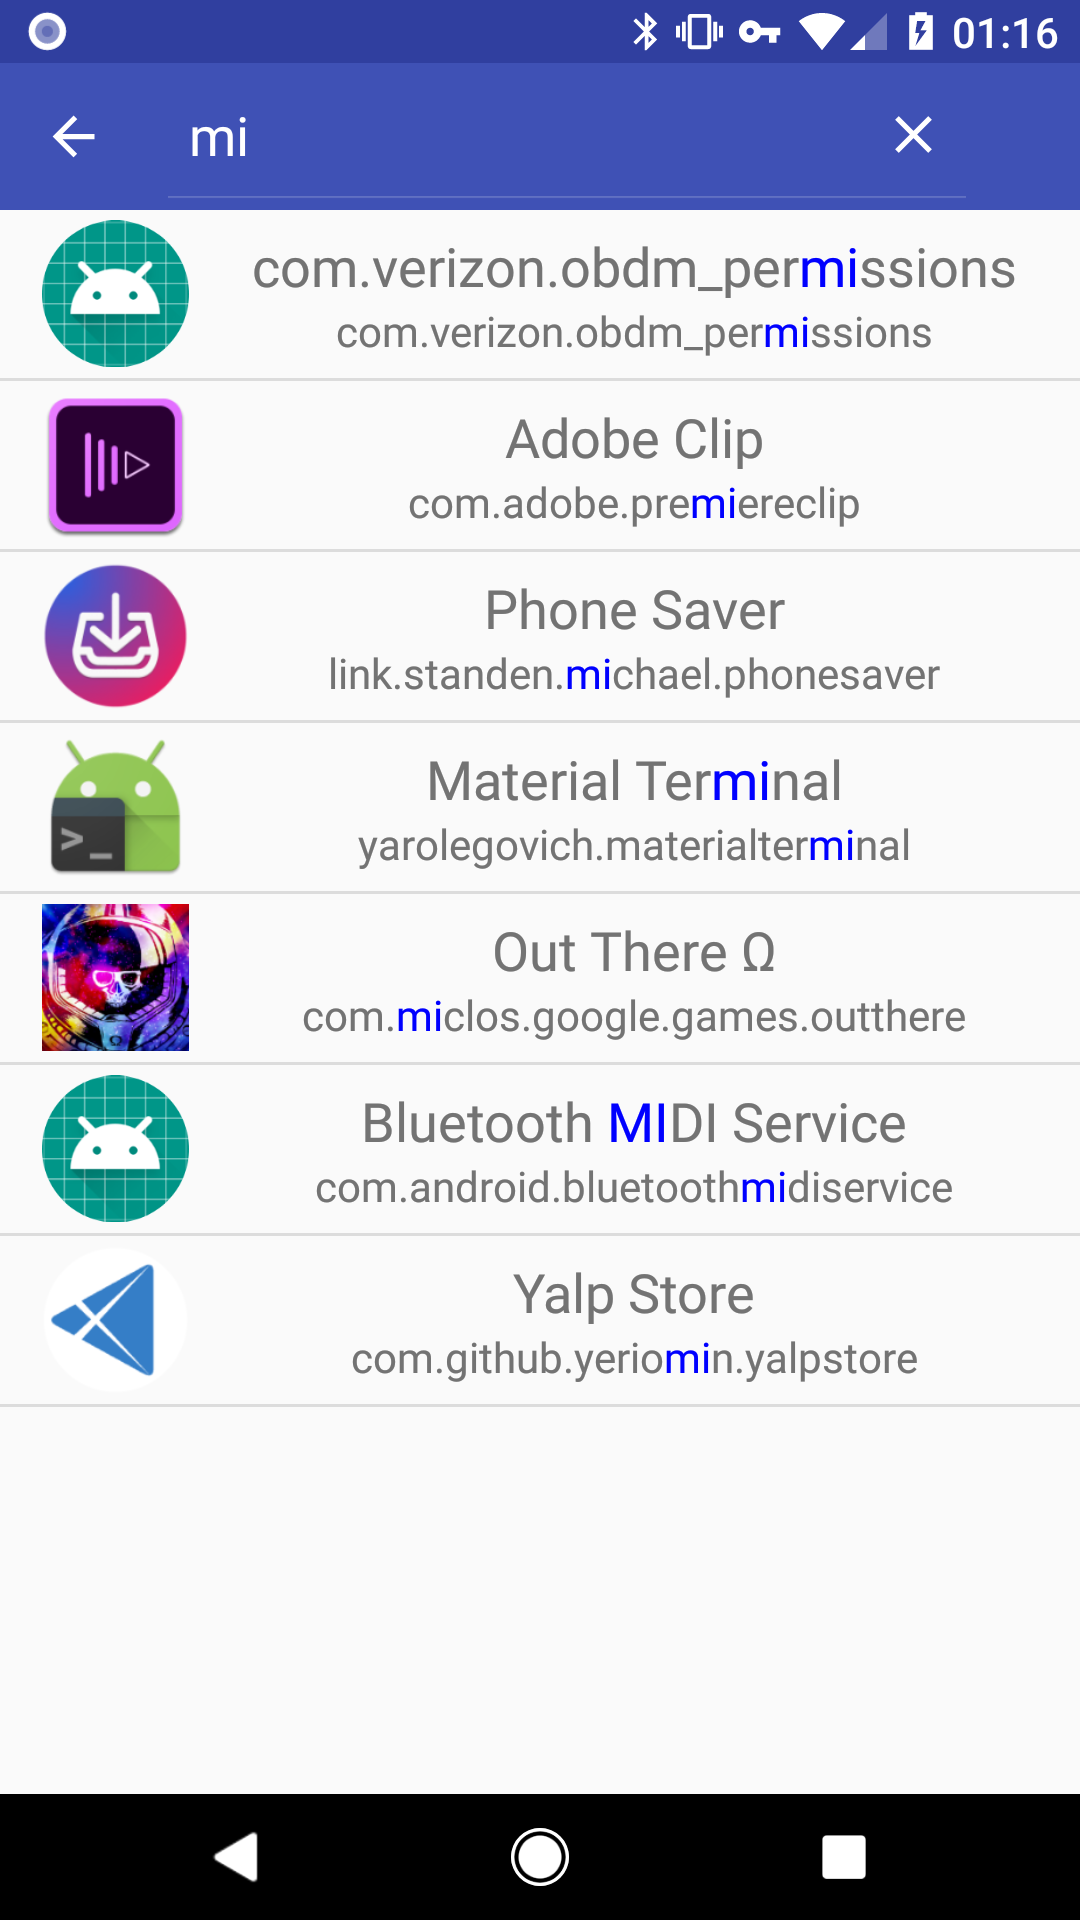 01:16
mi
com.verizon.obdm_permissions
com.verizon.obdm_permissions
Adobe Clip
com.adobe.premiereclip
Phone Saver
link.standen.michael.phonesaver
Material Terminal
yarolegovich.materialterminal
>_
Out There Ω
com.miclos.google.games.outthere
Bluetooth MIDI Service
com.android.bluetoothmidiservice
Yalp Store
com.github.yeriomin.yalpstore